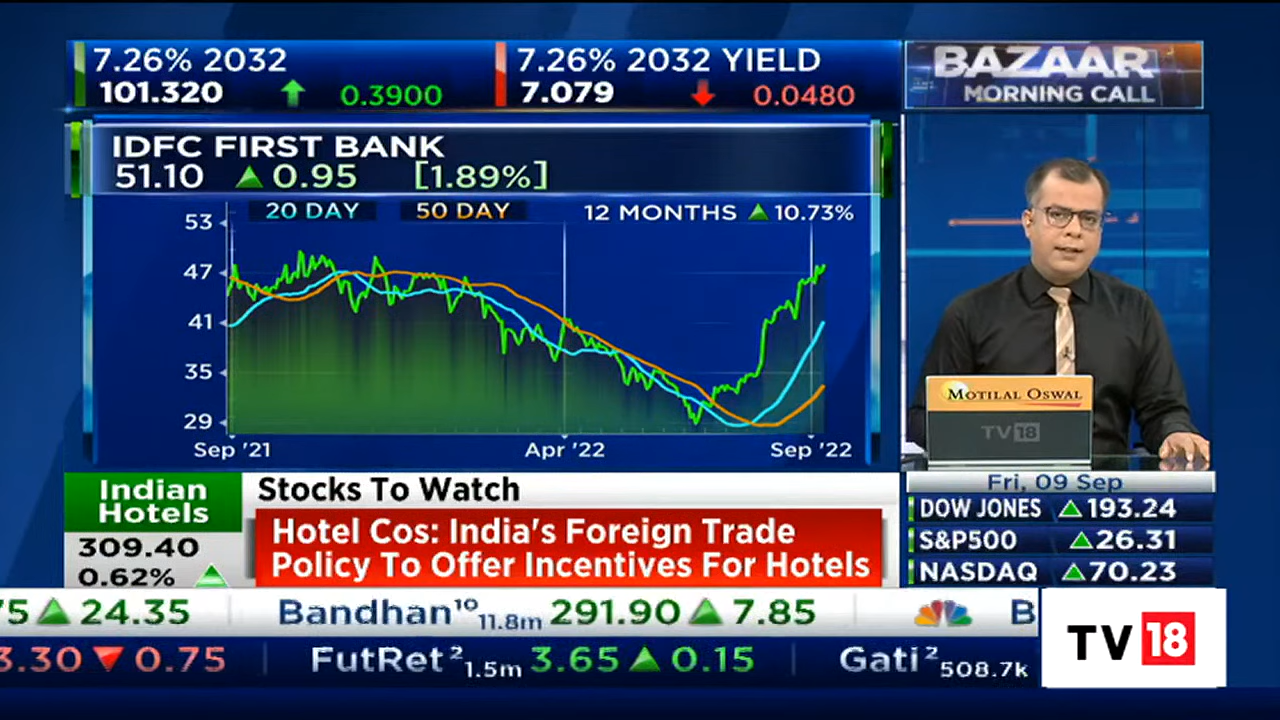 7.26% 2032
101.320 0.3900
7.26% 2032 YIELD
7.079 0.0480
BAZAAR
MORNING CALL
IDFC FIRST BANK
51.10 ▲ 0.95 [1.89%]
20 DAY 50 DAY 12 MONTHS ▲ 10.73%
53
47
41
35
29
Sep '21 Apr '22 Sep '22
MOTILAL OSWAL
TV18
Indian
Hotels
309.40
0.62%
Stocks To Watch
Hotel Cos: India's Foreign Trade
Policy To Offer Incentives For Hotels
Fri, 09 Sep
DOW JONES ▲ 193.24
S&P500 ▲ 26.31
NASDAQ ▲ 70.23
5 ▲ 24.35 Bandhan 10 11.8m 291.90 ▲ 7.85 B
3.30 ▼ 0.75 FutRet 2 1.5m 3.65 ▲ 0.15 Gati 2 508.7k
TV18